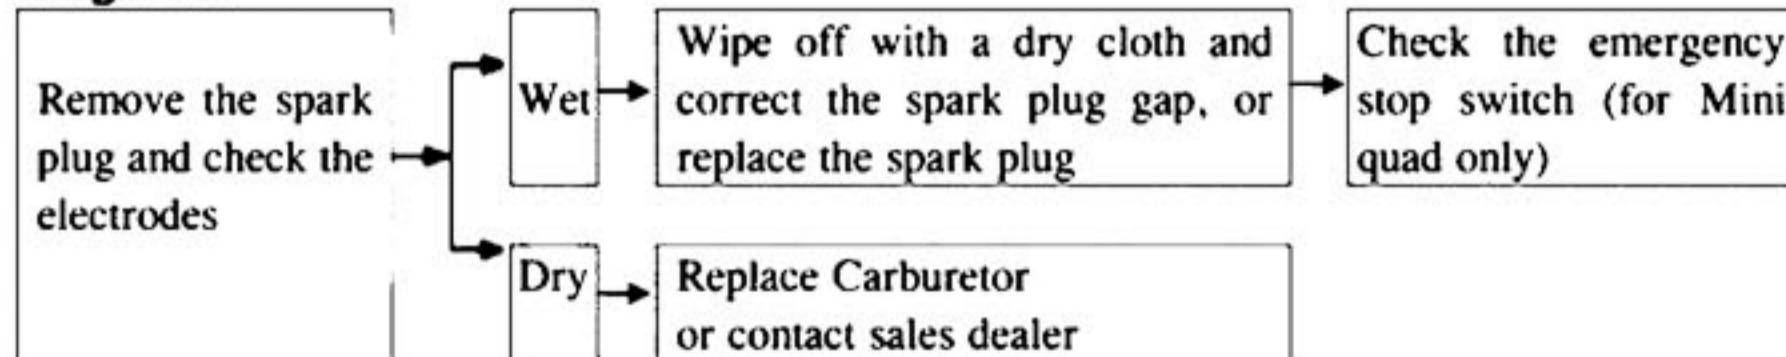 Remove the spark
plug and check the
electrodes
Wet
Wipe off with a dry cloth and
correct the spark plug gap, or
replace the spark plug
Check the emergency
stop switch (for Mini
quad only)
Dry
Replace Carburetor
or contact sales dealer